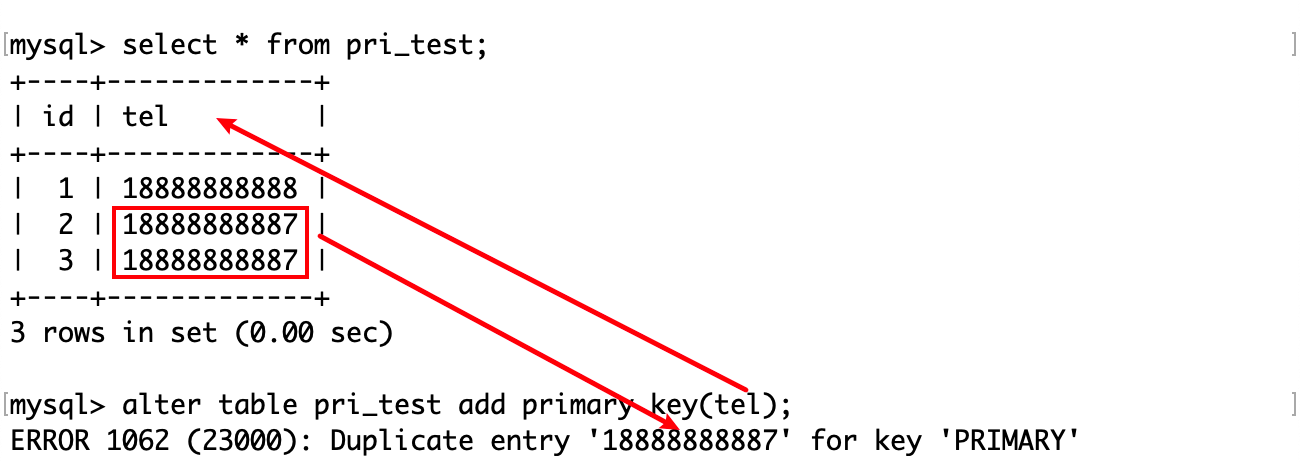 [mysql> select * from pri_test;                                                  ]
+----+-------------+
| id | tel         |
+----+-------------+
|  1 | 18888888888 |
|  2 | 18888888887 |
|  3 | 18888888887 |
+----+-------------+
3 rows in set (0.00 sec)
[mysql> alter table pri_test add primary key(tel);                               ]
ERROR 1062 (23000): Duplicate entry '18888888887' for key 'PRIMARY'